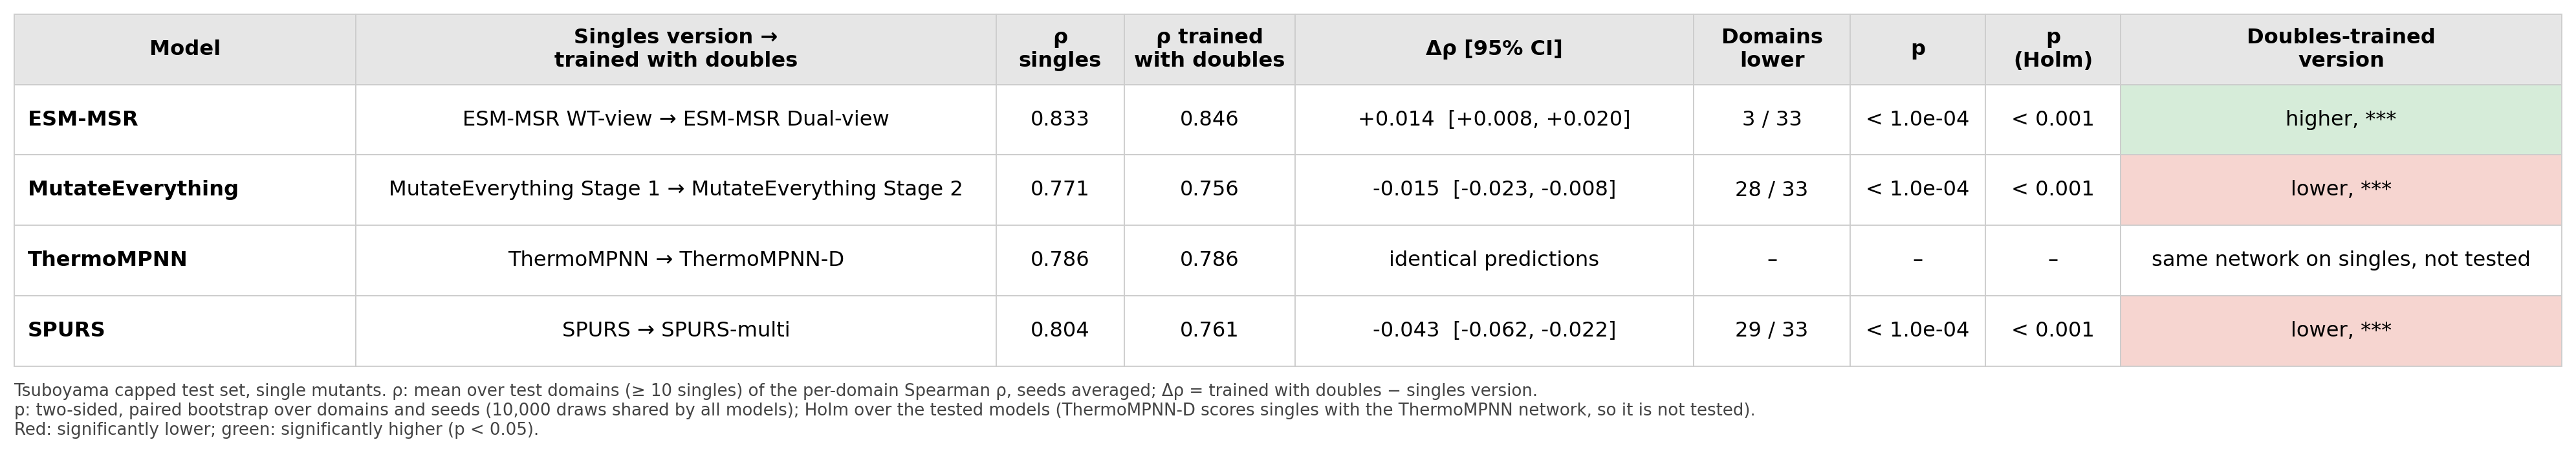 Model
Singles version →
trained with doubles
ρ
singles
ρ trained
with doubles
Δρ [95% CI]
Domains
lower
p
p
(Holm)
Doubles-trained
version
ESM-MSR ESM-MSR WT-view → ESM-MSR Dual-view 0.833 0.846 +0.014 [+0.008, +0.020] 3 / 33 < 1.0e-04 < 0.001 higher, ***
MutateEverything MutateEverything Stage 1 → MutateEverything Stage 2 0.771 0.756 -0.015 [-0.023, -0.008] 28 / 33 < 1.0e-04 < 0.001 lower, ***
ThermoMPNN ThermoMPNN → ThermoMPNN-D 0.786 0.786 identical predictions – – – same network on singles, not tested
SPURS SPURS → SPURS-multi 0.804 0.761 -0.043 [-0.062, -0.022] 29 / 33 < 1.0e-04 < 0.001 lower, ***
Tsuboyama capped test set, single mutants. ρ: mean over test domains (≥ 10 singles) of the per-domain Spearman ρ, seeds averaged; Δρ = trained with doubles − singles version.
p: two-sided, paired bootstrap over domains and seeds (10,000 draws shared by all models); Holm over the tested models (ThermoMPNN-D scores singles with the ThermoMPNN network, so it is not tested).
Red: significantly lower; green: significantly higher (p < 0.05).